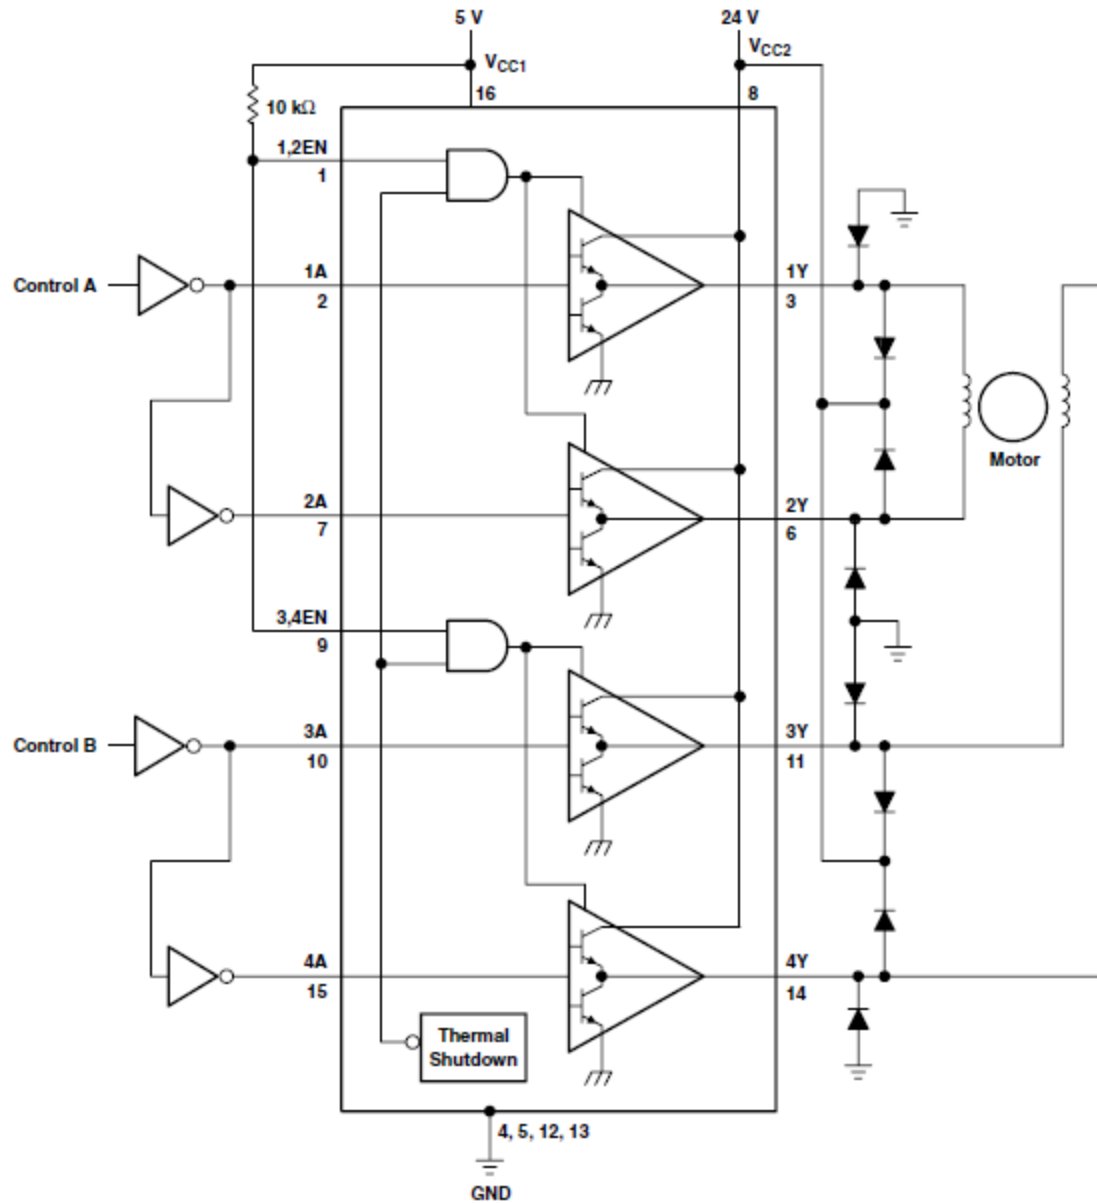 5 V
24 V
VCC1
VCC2
16
8
10 kΩ
1,2EN
1
Control A
1A
2
1Y
3
Motor
2A
7
2Y
6
3,4EN
9
Control B
3A
10
3Y
11
4A
15
4Y
14
Thermal
Shutdown
4, 5, 12, 13
GND